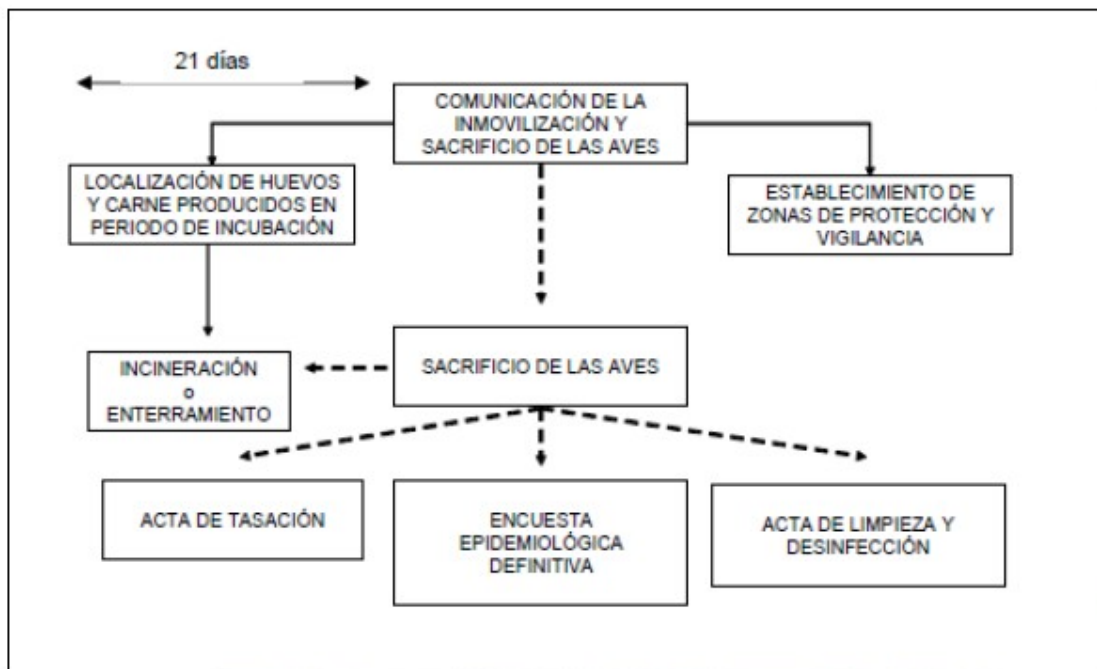 21 días
COMUNICACIÓN DE LA
INMOVILIZACIÓN Y
SACRIFICIO DE LAS AVES
LOCALIZACIÓN DE HUEVOS
Y CARNE PRODUCIDOS EN
PERIODO DE INCUBACIÓN
ESTABLECIMIENTO DE
ZONAS DE PROTECCIÓN Y
VIGILANCIA
INCINERACIÓN
o
ENTERRAMIENTO
SACRIFICIO DE LAS AVES
ACTA DE TASACIÓN
ENCUESTA
EPIDEMIOLÓGICA
DEFINITIVA
ACTA DE LIMPIEZA Y
DESINFECCIÓN